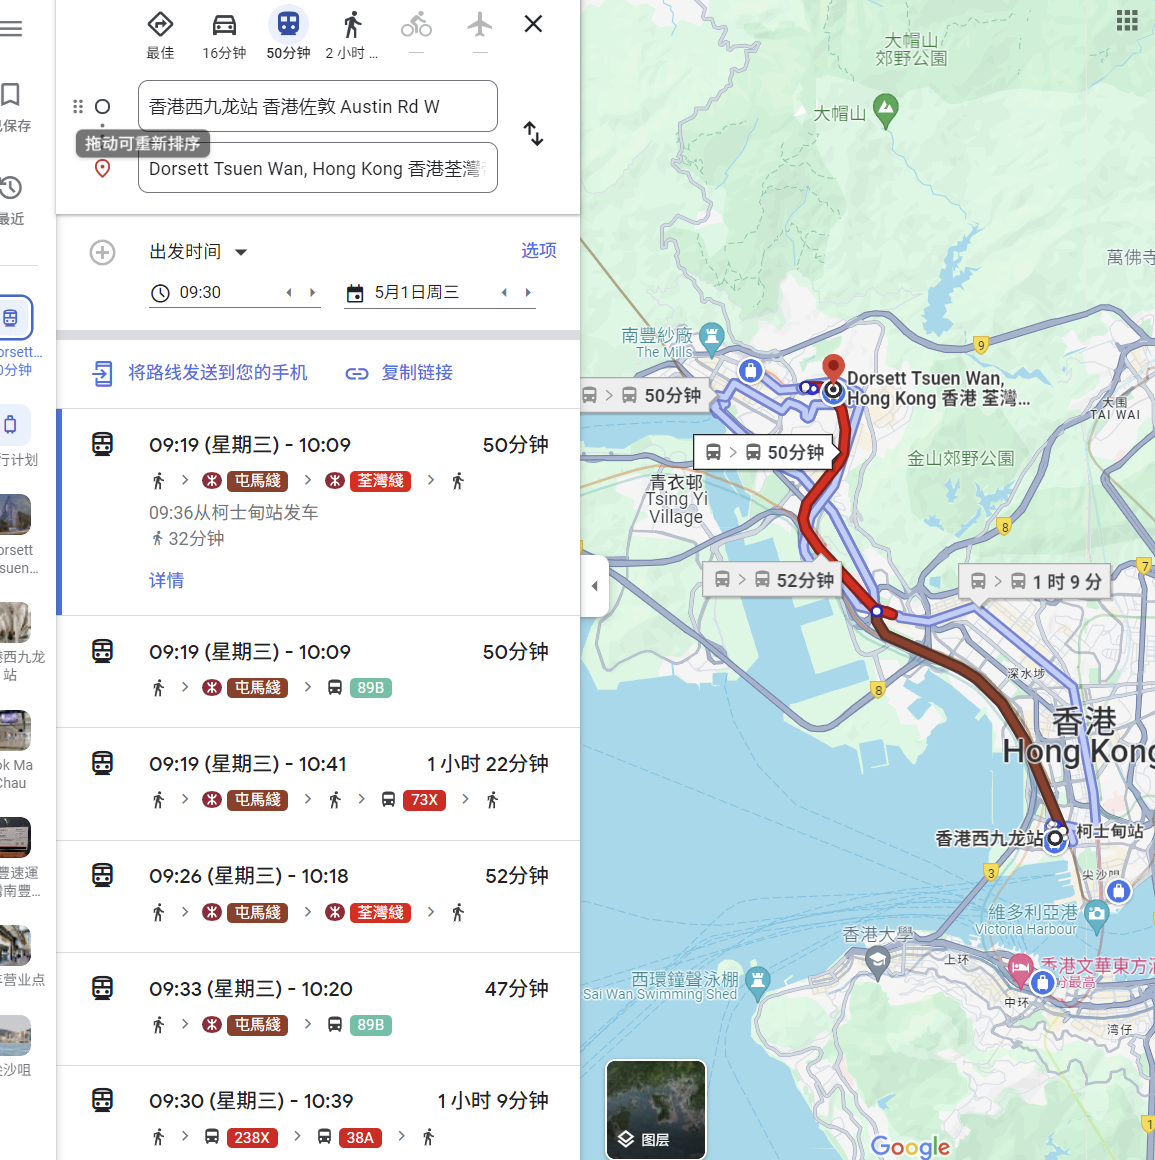 最佳
16分钟
50分钟
2 小时 ...
香港西九龙站 香港佐敦 Austin Rd W
拖动可重新排序
Dorsett Tsuen Wan, Hong Kong 香港荃灣
出发时间
选项
09:30
5月1日周三
将路线发送到您的手机
复制链接
09:19 (星期三) - 10:09
50分钟
屯馬綫
荃灣綫
09:36从柯士甸站发车
32分钟
详情
09:19 (星期三) - 10:09
50分钟
屯馬綫
89B
09:19 (星期三) - 10:41
1 小时 22分钟
屯馬綫
73X
09:26 (星期三) - 10:18
52分钟
屯馬綫
荃灣綫
09:33 (星期三) - 10:20
47分钟
屯馬綫
89B
09:30 (星期三) - 10:39
1 小时 9分钟
238X
38A
保存
最近
orsett...
0分钟
行计划
orsett
suen...
西九龙
站
ok Ma
Chau
豐速運
南豐...
营业点
沙咀
大帽山
郊野公園
大帽山
萬佛寺
南豐紗廠
The Mills
9
Dorsett Tsuen Wan,
Hong Kong 香港 荃灣...
50分钟
大围
TAI WAI
50分钟
金山郊野公園
青衣邨
Tsing Yi
Village
8
7
52分钟
1 时 9 分
深水埗
8
香港
Hong Kong
香港西九龙站
柯士甸站
3
尖沙咀
維多利亞港
Victoria Harbour
香港大學
上环
香港文華東方酒
最高
西環鐘聲泳棚
Sai Wan Swimming Shed
中环
湾仔
1
图层
Google